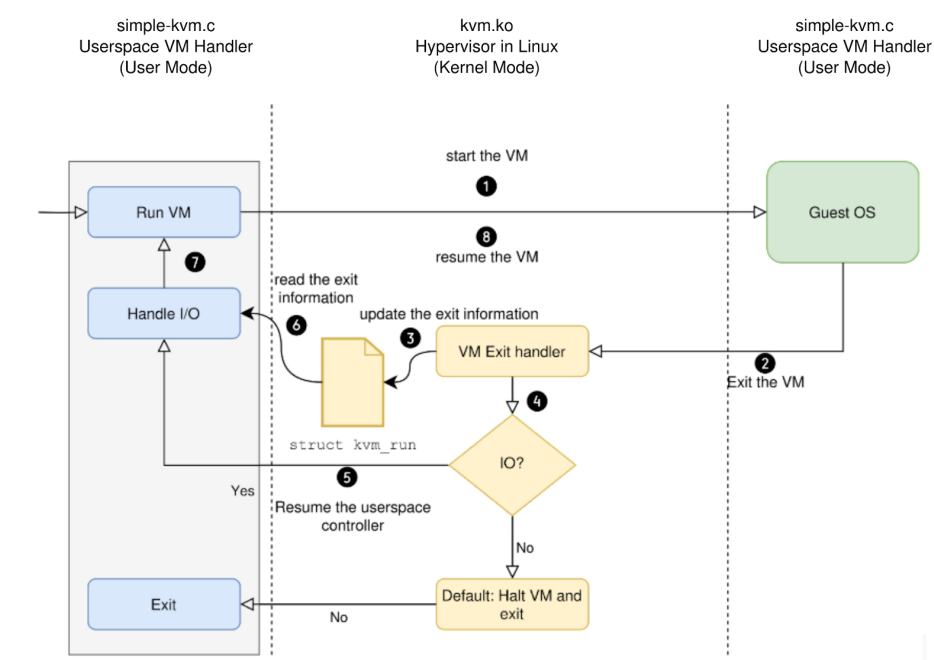 simple-kvm.c
Userspace VM Handler
(User Mode)
kvm.ko
Hypervisor in Linux
(Kernel Mode)
simple-kvm.c
Userspace VM Handler
(User Mode)
start the VM
1
Run VM
Guest OS
8
resume the VM
7
read the exit
information
Handle I/O
6
update the exit information
3
VM Exit handler
2
Exit the VM
4
struct kvm_run
IO?
5
Yes
Resume the userspace
controller
No
Default: Halt VM and
exit
Exit
No